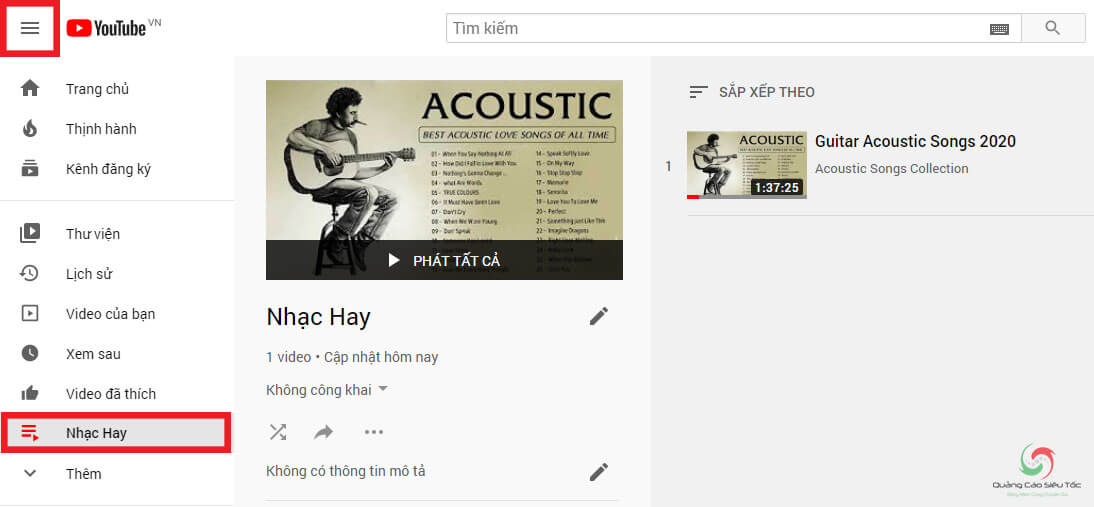 YouTube VN
Tìm kiếm
Trang chủ
Thịnh hành
Kênh đăng ký
Thư viện
Lịch sử
Video của bạn
Xem sau
Video đã thích
Nhạc Hay
Thêm
ACOUSTIC
BEST ACOUSTIC LOVE SONGS OF ALL TIME
01 - When You Say Nothing At All
02 - How Did I Fall In Love With You
03 - Nothing's Gonna Change ...
04 - what Are Words
05 - TRUE COLOURS
06 - It Must Have Been Love
07 - Don't Cry
08 - When We Were Young
09 - Don't Speak
14 - Speak Softly Love
15 - On My Way
16 - Stop Stop Stop
17 - Memorie
18 - Senorita
19 - Love You To Love Me
20 - Perfect
21 - Something Just Like This
22 - Imagine Dragons
PHÁT TẤT CẢ
Nhạc Hay
1 video • Cập nhật hôm nay
Không công khai
Không có thông tin mô tả
SẮP XẾP THEO
1
ACOUSTIC
1:37:25
Guitar Acoustic Songs 2020
Acoustic Songs Collection
Quảng Cáo Siêu Tốc